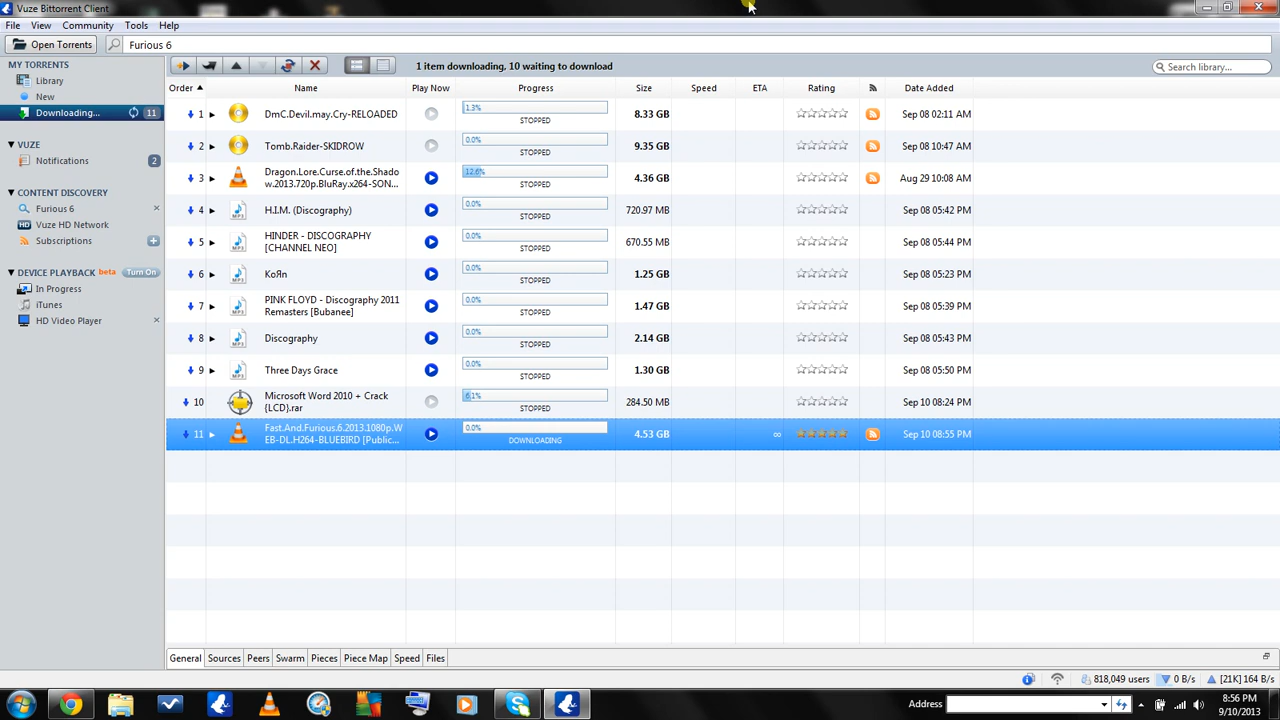 Vuze Bittorrent Client
File View Community Tools Help
Open Torrents Furious 6
MY TORRENTS
Library
New
Downloading... 11
VUZE
Notifications 2
CONTENT DISCOVERY
Furious 6
HD Vuze HD Network
Subscriptions
DEVICE PLAYBACK beta Turn On
In Progress
iTunes
HD Video Player
1 item downloading, 10 waiting to download
Search library...
Order Name Play Now Progress Size Speed ETA Rating Date Added
1 DmC.Devil.may.Cry-RELOADED 1.3% STOPPED 8.33 GB Sep 08 02:11 AM
2 Tomb.Raider-SKIDROW 0.0% STOPPED 9.35 GB Sep 08 10:47 AM
3 Dragon.Lore.Curse.of.the.Shado
w.2013.720p.BluRay.x264-SON... 12.6% STOPPED 4.36 GB Aug 29 10:08 AM
4 H.I.M. (Discography) 0.0% STOPPED 720.97 MB Sep 08 05:42 PM
5 HINDER - DISCOGRAPHY
[CHANNEL NEO] 0.0% STOPPED 670.55 MB Sep 08 05:44 PM
6 KoЯn 0.0% STOPPED 1.25 GB Sep 08 05:23 PM
7 PINK FLOYD - Discography 2011
Remasters [Bubanee] 0.0% STOPPED 1.47 GB Sep 08 05:39 PM
8 Discography 0.0% STOPPED 2.14 GB Sep 08 05:43 PM
9 Three Days Grace 0.0% STOPPED 1.30 GB Sep 08 05:50 PM
10 Microsoft Word 2010 + Crack
{LCD}.rar 6.1% STOPPED 284.50 MB Sep 08 08:24 PM
11 Fast.And.Furious.6.2013.1080p.W
EB-DL.H264-BLUEBIRD [Public... 0.0% DOWNLOADING 4.53 GB ∞ Sep 10 08:55 PM
General Sources Peers Swarm Pieces Piece Map Speed Files
818,049 users 0 B/s [21K] 164 B/s
Address
8:56 PM
9/10/2013